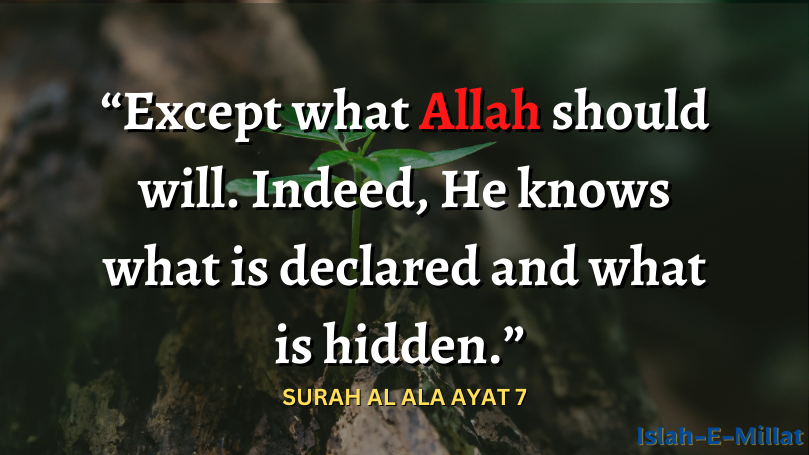 “Except what Allah should
will. Indeed, He knows
what is declared and what
is hidden.”
SURAH AL ALA AYAT 7
Islah-E-Millat